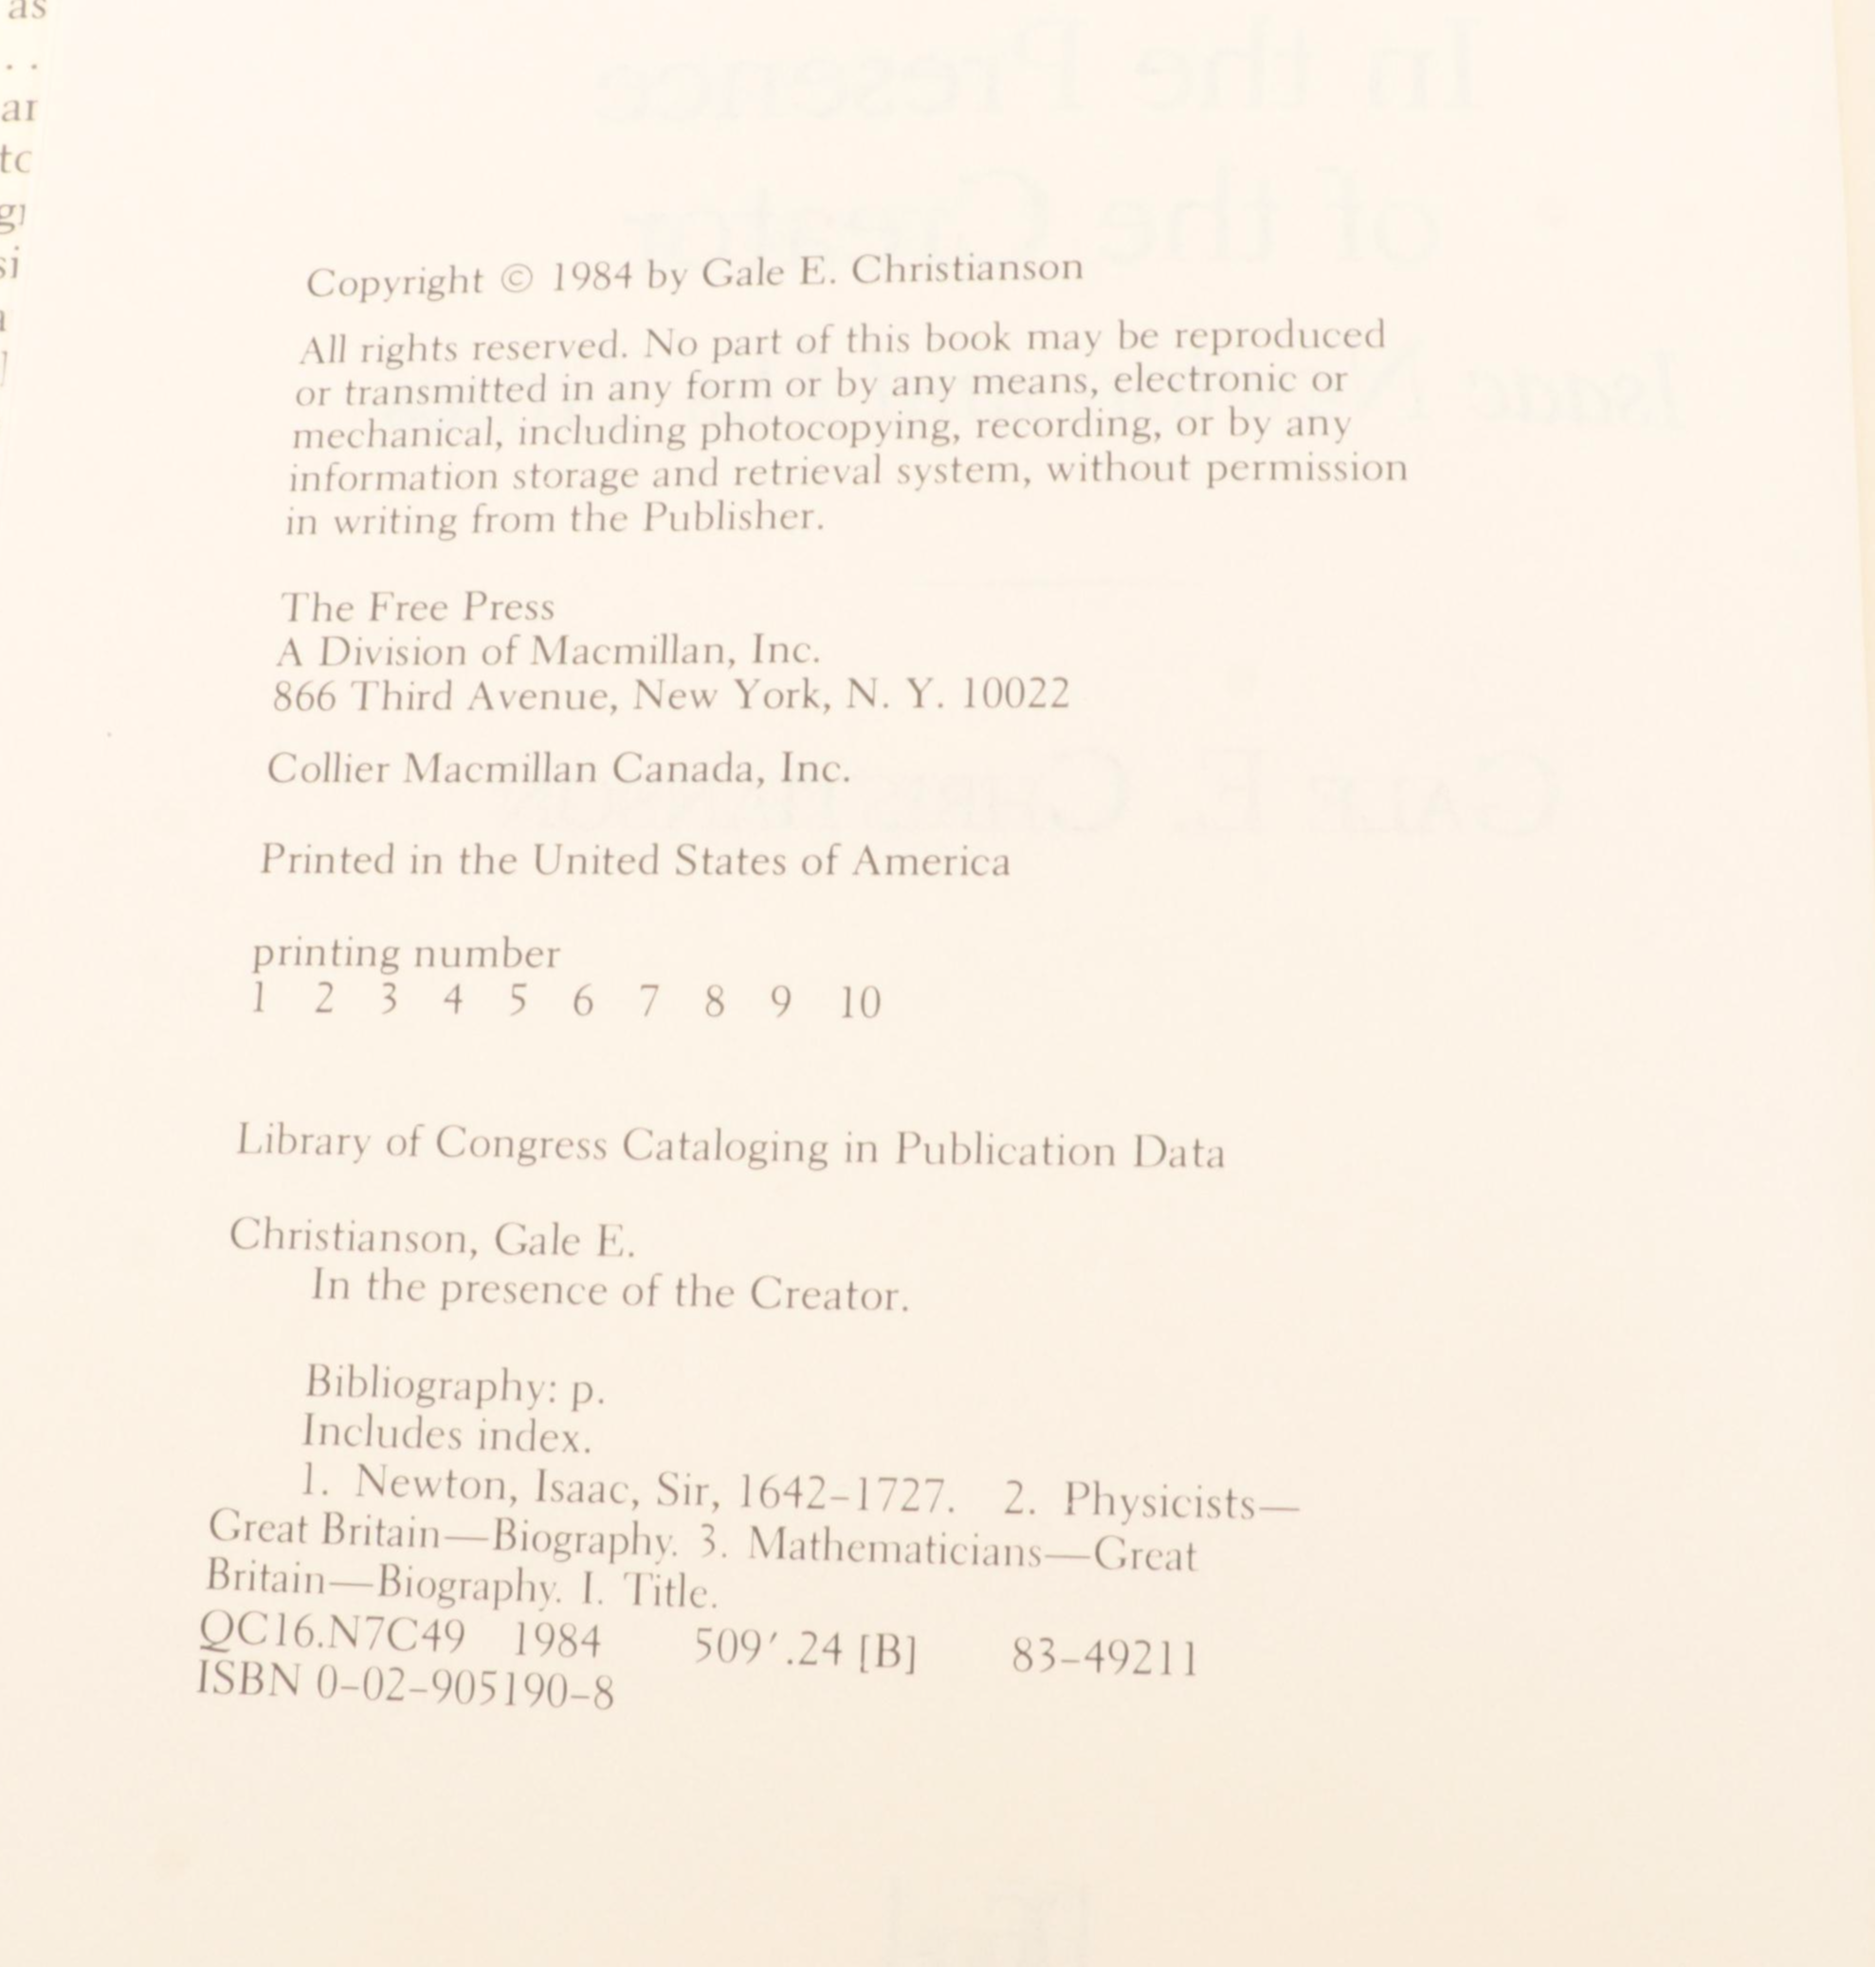 Copyright © 1984 by Gale E. Christianson
All rights reserved. No part of this book may be reproduced
or transmitted in any form or by any means, electronic or
mechanical, including photocopying, recording, or by any
information storage and retrieval system, without permission
in writing from the Publisher.
The Free Press
A Division of Macmillan, Inc.
866 Third Avenue, New York, N. Y. 10022
Collier Macmillan Canada, Inc.
Printed in the United States of America
printing number
1 2 3 4 5 6 7 8 9 10
Library of Congress Cataloging in Publication Data
Christianson, Gale E.
In the presence of the Creator.
Bibliography: p.
Includes index.
1. Newton, Isaac, Sir, 1642–1727. 2. Physicists—
Great Britain—Biography. 3. Mathematicians—Great
Britain—Biography. I. Title.
QC16.N7C49 1984 509′.24 [B] 83–49211
ISBN 0–02–905190–8